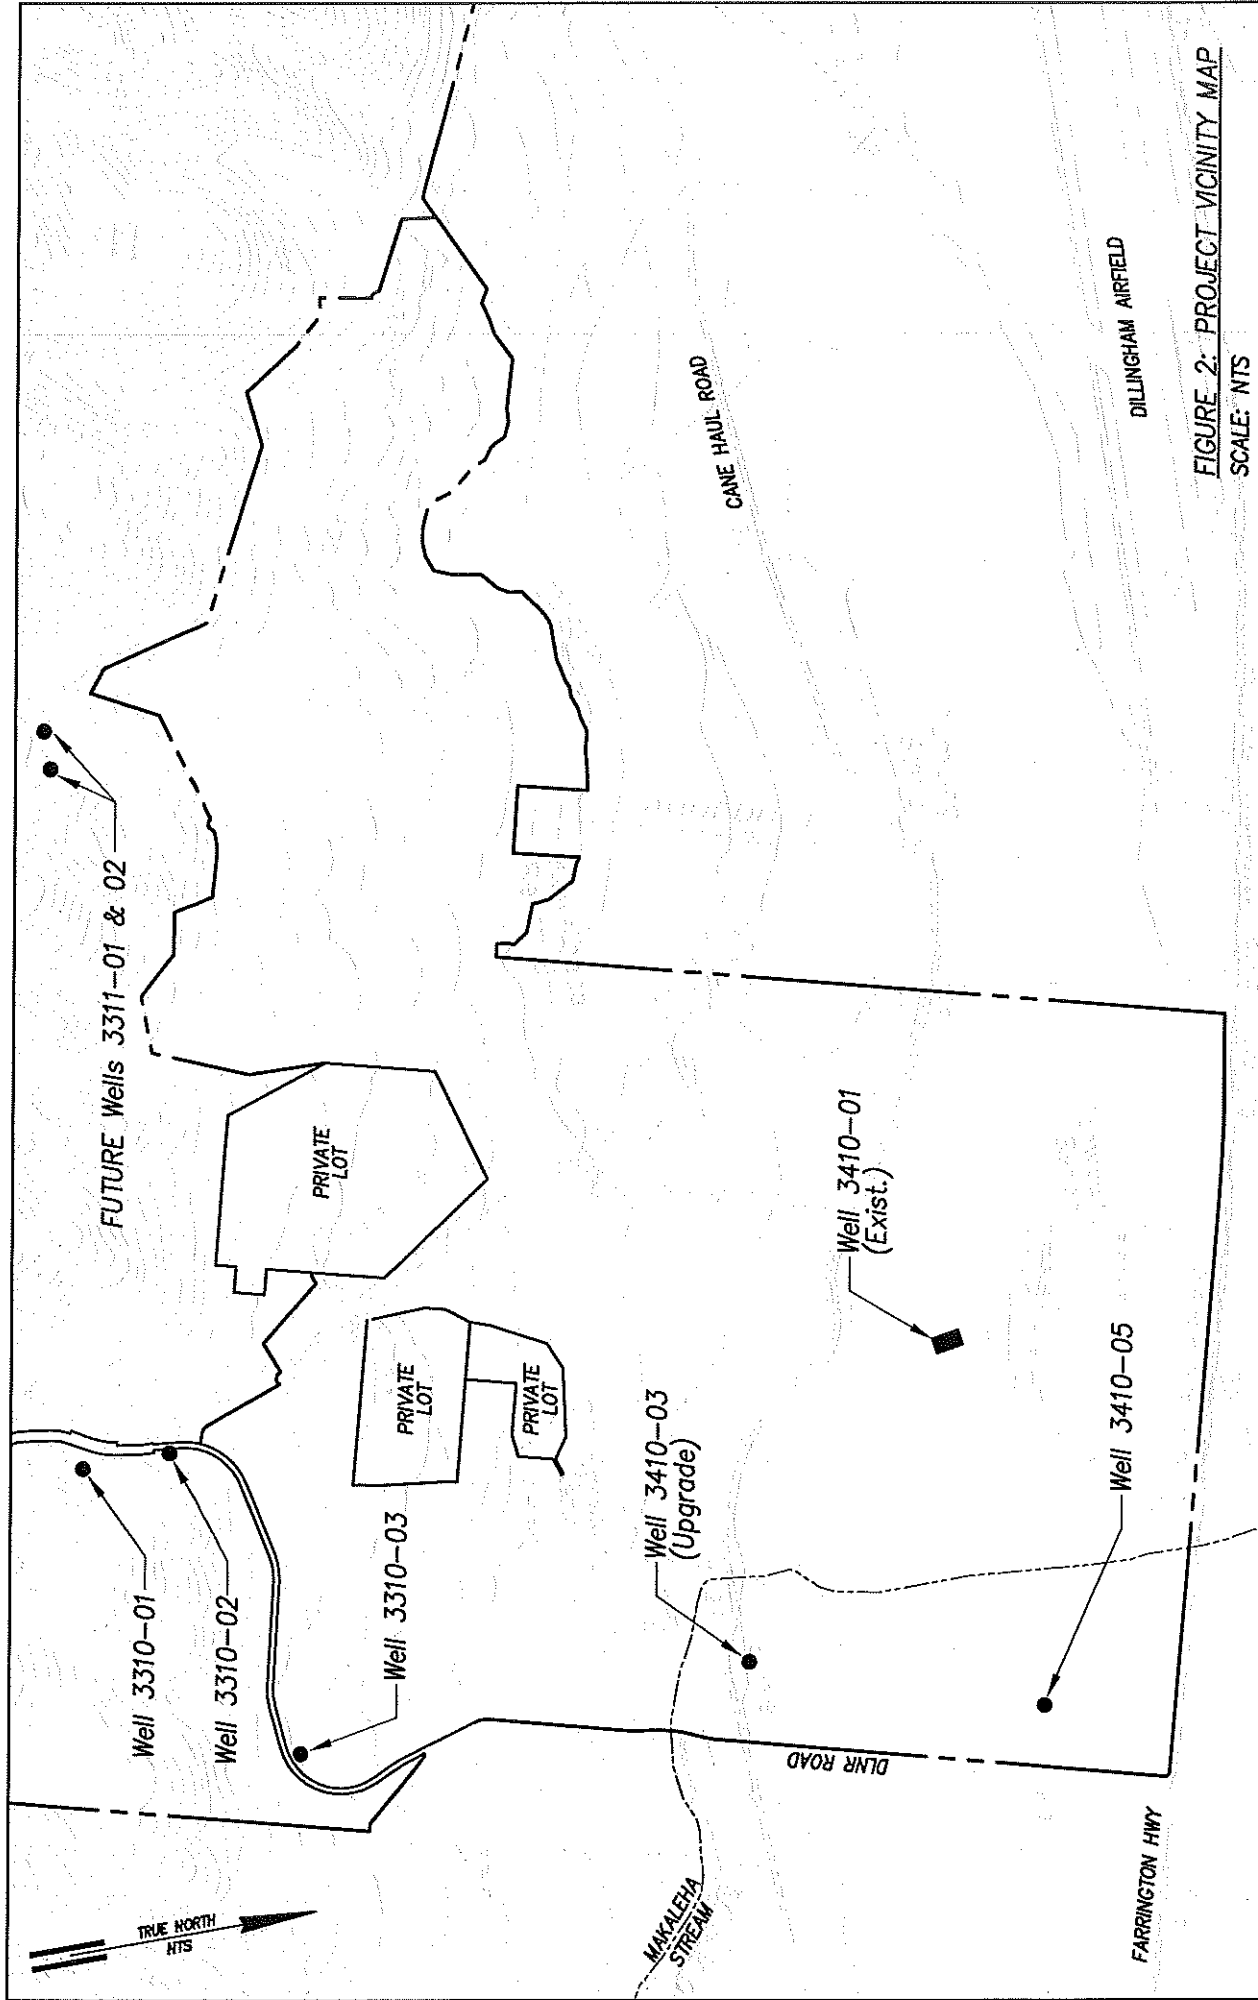 FUTURE Wells 3311-01 & 02
Well 3310-01
Well 3310-02
Well 3310-03
PRIVATE
LOT
PRIVATE
LOT
PRIVATE
LOT
Well 3410-03
(Upgrade)
Well 3410-01
(Exist.)
Well 3410-05
CANE HAUL ROAD
DILLINGHAM AIRFIELD
DLNR ROAD
MAKALEHA
STREAM
FARRINGTON HWY
TRUE NORTH
NTS
FIGURE 2: PROJECT VICINITY MAP
SCALE: NTS